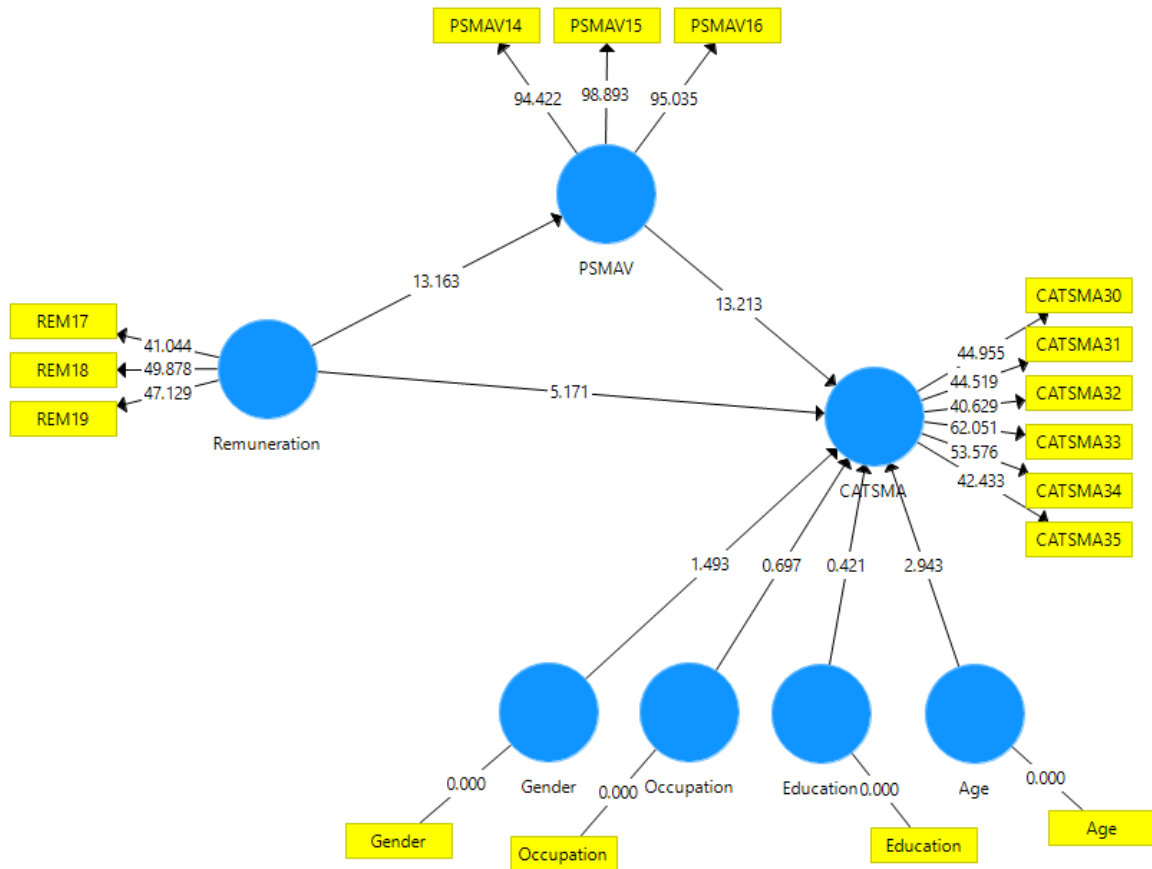 PSMAV14
PSMAV15
PSMAV16
94.422
98.893
95.035
PSMAV
13.163
13.213
REM17
REM18
REM19
41.044
49.878
47.129
Remuneration
5.171
CATSMA30
CATSMA31
CATSMA32
CATSMA33
CATSMA34
CATSMA35
44.955
44.519
40.629
62.051
53.576
42.433
CATSMA
1.493
0.697
0.421
2.943
Gender
Occupation
Education
Age
0.000
0.000
0.000
0.000
Gender
Occupation
Education
Age